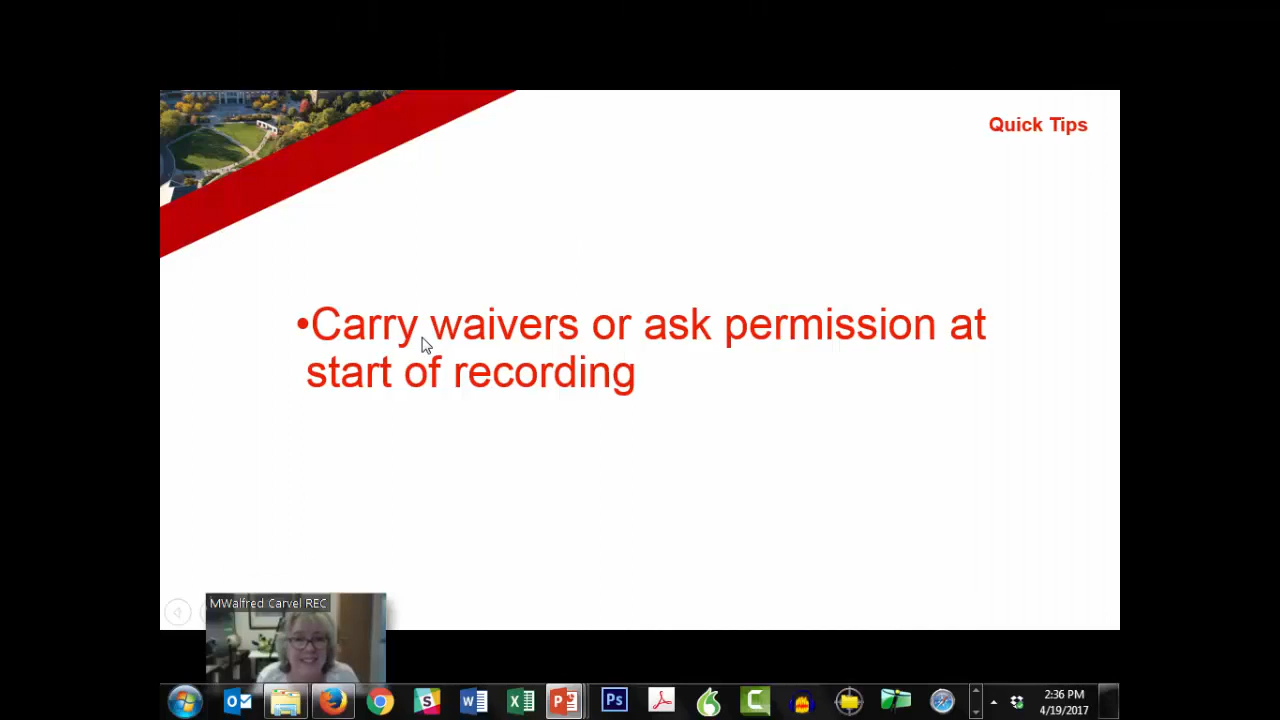 Quick Tips
•Carry waivers or ask permission at
start of recording
MWalfred Carvel REC
2:36 PM
4/19/2017